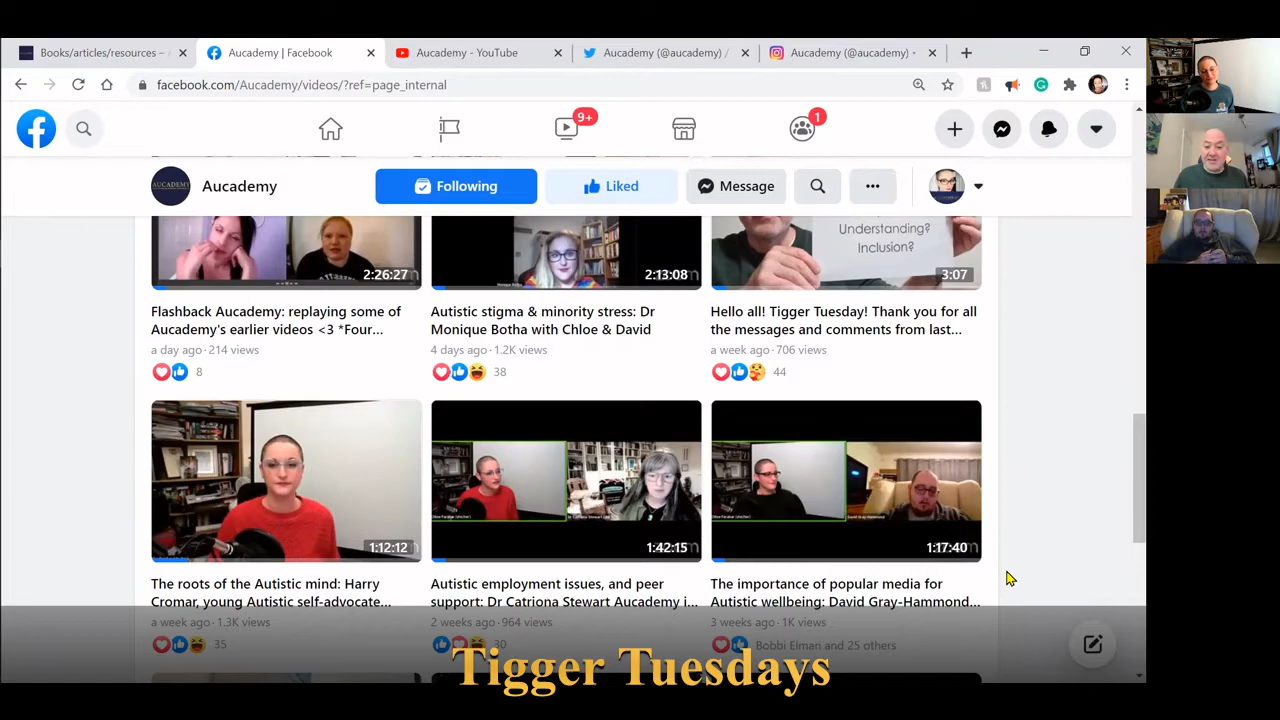 Books/articles/resources –
Aucademy | Facebook
Aucademy - YouTube
Aucademy (@aucademy) /
Aucademy (@aucademy) •
facebook.com/Aucademy/videos/?ref=page_internal
9+
1
AUCADEMY
Aucademy
Following
Liked
Message
Understanding?
Inclusion?
2:26:27
2:13:08
3:07
Flashback Aucademy: replaying some of
Aucademy's earlier videos <3 *Four...
a day ago · 214 views
8
Autistic stigma & minority stress: Dr
Monique Botha with Chloe & David
4 days ago · 1.2K views
38
Hello all! Tigger Tuesday! Thank you for all
the messages and comments from last...
a week ago · 706 views
44
1:12:12
1:42:15
1:17:40
The roots of the Autistic mind: Harry
Cromar, young Autistic self-advocate...
a week ago · 1.3K views
35
Autistic employment issues, and peer
support: Dr Catriona Stewart Aucademy i...
2 weeks ago · 964 views
30
The importance of popular media for
Autistic wellbeing: David Gray-Hammond...
3 weeks ago · 1K views
Bobbi Elman and 25 others
Tigger Tuesdays